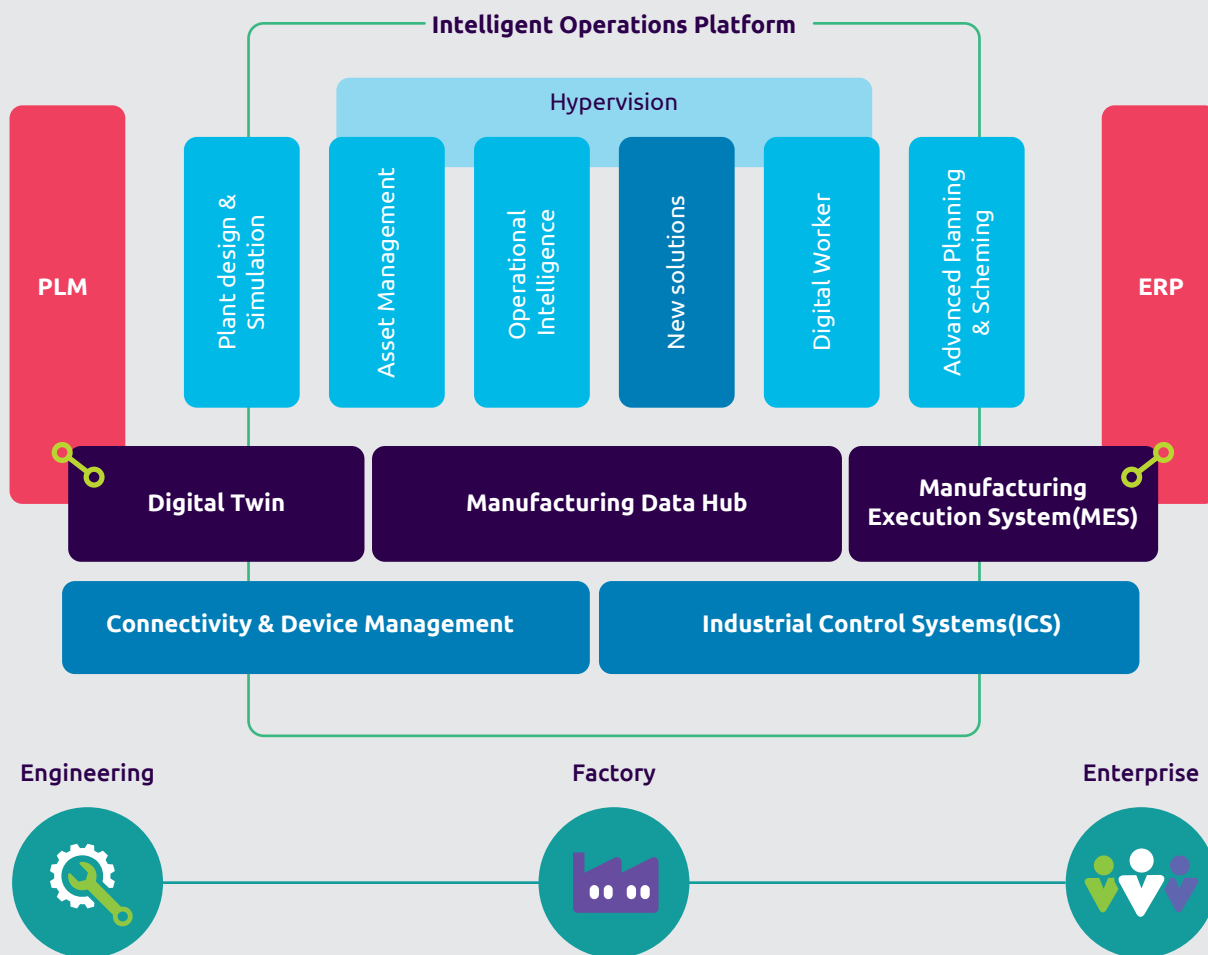 Intelligent Operations Platform
Hypervision
PLM
Plant design &
Simulation
Asset Management
Operational
Intelligence
New solutions
Digital Worker
Advanced Planning
& Scheming
ERP
Digital Twin
Manufacturing Data Hub
Manufacturing
Execution System(MES)
Connectivity & Device Management
Industrial Control Systems(ICS)
Engineering
Factory
Enterprise